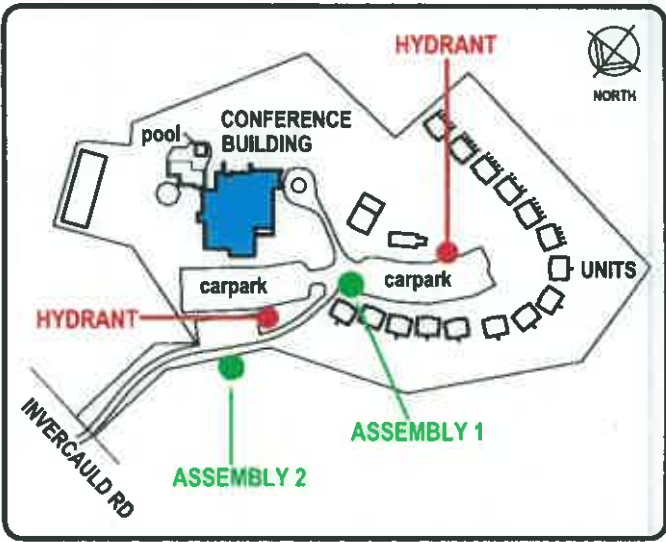 HYDRANT
NORTH
CONFERENCE
BUILDING
pool
UNITS
carpark
carpark
HYDRANT
ASSEMBLY 1
INVERCAULD RD
ASSEMBLY 2